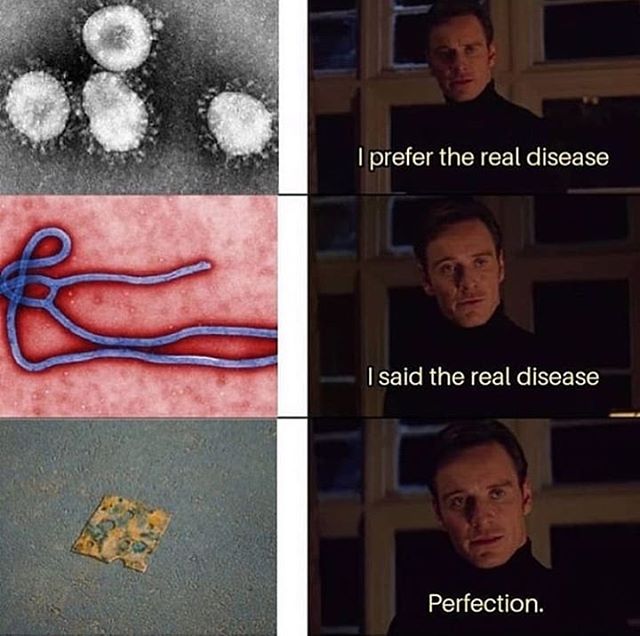 I prefer the real disease
I said the real disease
Perfection.